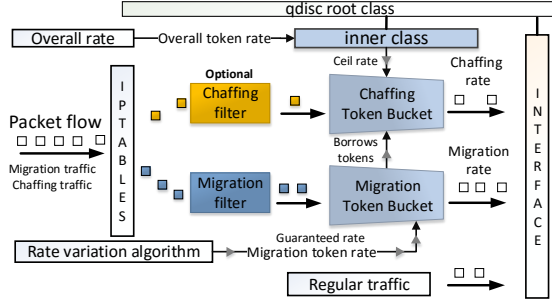 qdisc root class
Overall rate
Overall token rate
inner class
Ceil rate
Chaffing
rate
Optional
Chaffing
filter
Chaffing
Token Bucket
IPTABLES
Packet flow
Migration traffic
Chaffing traffic
Borrows
tokens
Migration
rate
Migration
filter
Migration
Token Bucket
INTERFACE
Guaranteed rate
Rate variation algorithm
Migration token rate
Regular traffic